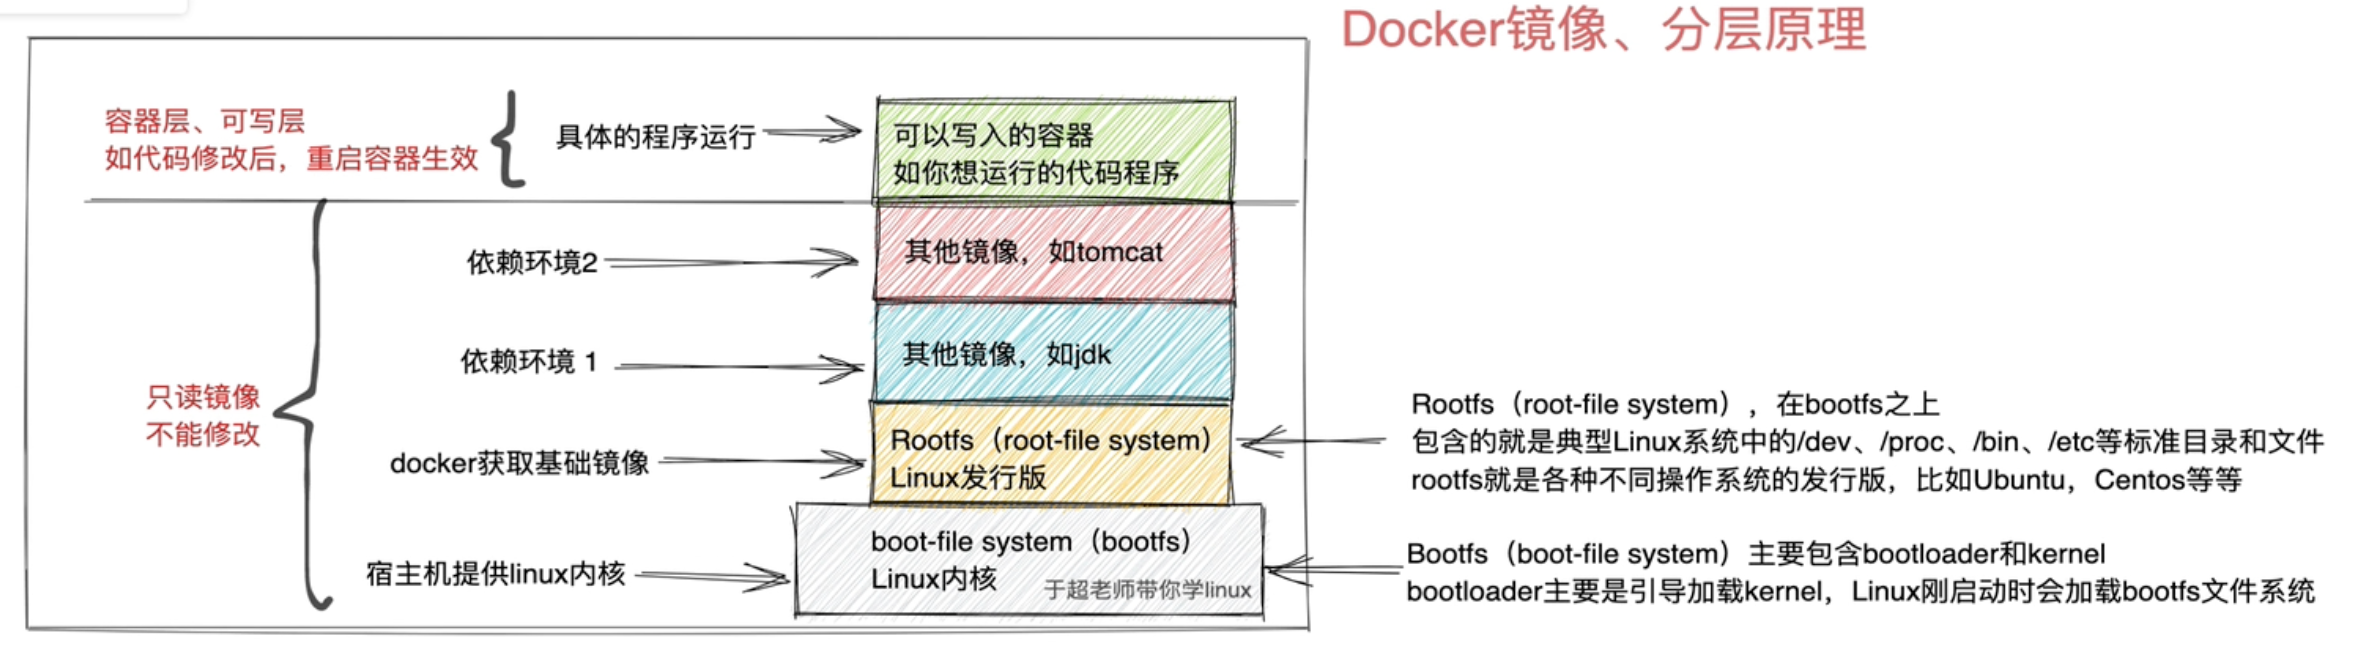 Docker镜像、分层原理
容器层、可写层
如代码修改后，重启容器生效
具体的程序运行
可以写入的容器
如你想运行的代码程序
依赖环境2
其他镜像，如tomcat
依赖环境 1
其他镜像，如jdk
只读镜像
不能修改
docker获取基础镜像
Rootfs（root-file system）
Linux发行版
Rootfs（root-file system），在bootfs之上
包含的就是典型Linux系统中的/dev、/proc、/bin、/etc等标准目录和文件
rootfs就是各种不同操作系统的发行版，比如Ubuntu，Centos等等
宿主机提供linux内核
boot-file system（bootfs）
Linux内核
于超老师带你学linux
Bootfs（boot-file system）主要包含bootloader和kernel
bootloader主要是引导加载kernel，Linux刚启动时会加载bootfs文件系统